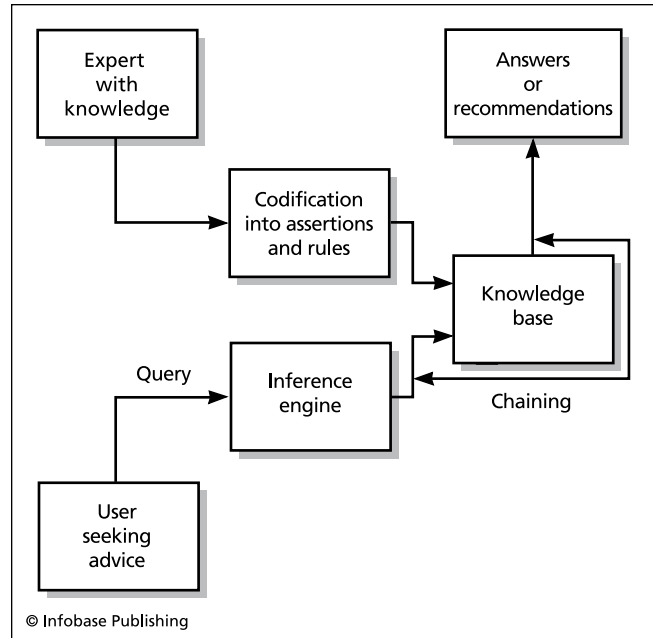 Expert
with
knowledge
Answers
or
recommendations
Codification
into assertions
and rules
Knowledge
base
Query
Inference
engine
Chaining
User
seeking
advice
© Infobase Publishing